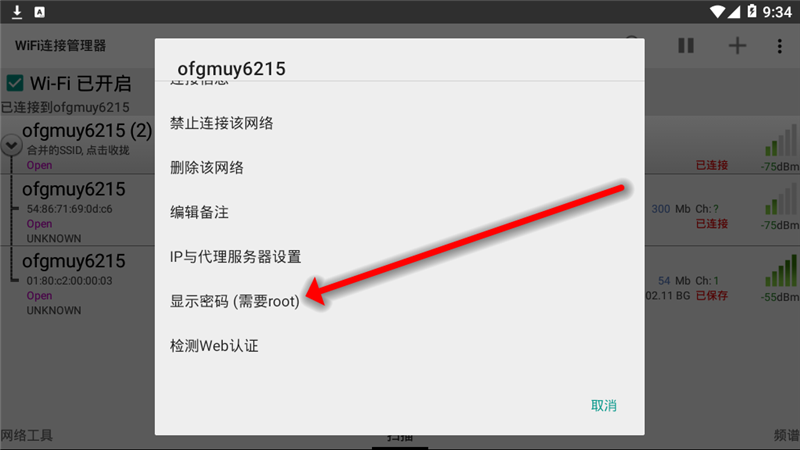 9:34
WiFi连接管理器
Wi-Fi 已开启
已连接到ofgmuy6215
ofgmuy6215 (2)
合并的SSID, 点击收拢
Open
已连接
-75dBm
ofgmuy6215
54:86:71:69:0d:c6
Open
UNKNOWN
300 Mb Ch: ?
已连接
-75dBm
ofgmuy6215
01:80:c2:00:00:03
Open
UNKNOWN
54 Mb Ch: 1
02.11 BG 已保存
-55dBm
ofgmuy6215
连接信息
禁止连接该网络
删除该网络
编辑备注
IP与代理服务器设置
显示密码 (需要root)
检测Web认证
取消
网络工具
扫描
频谱